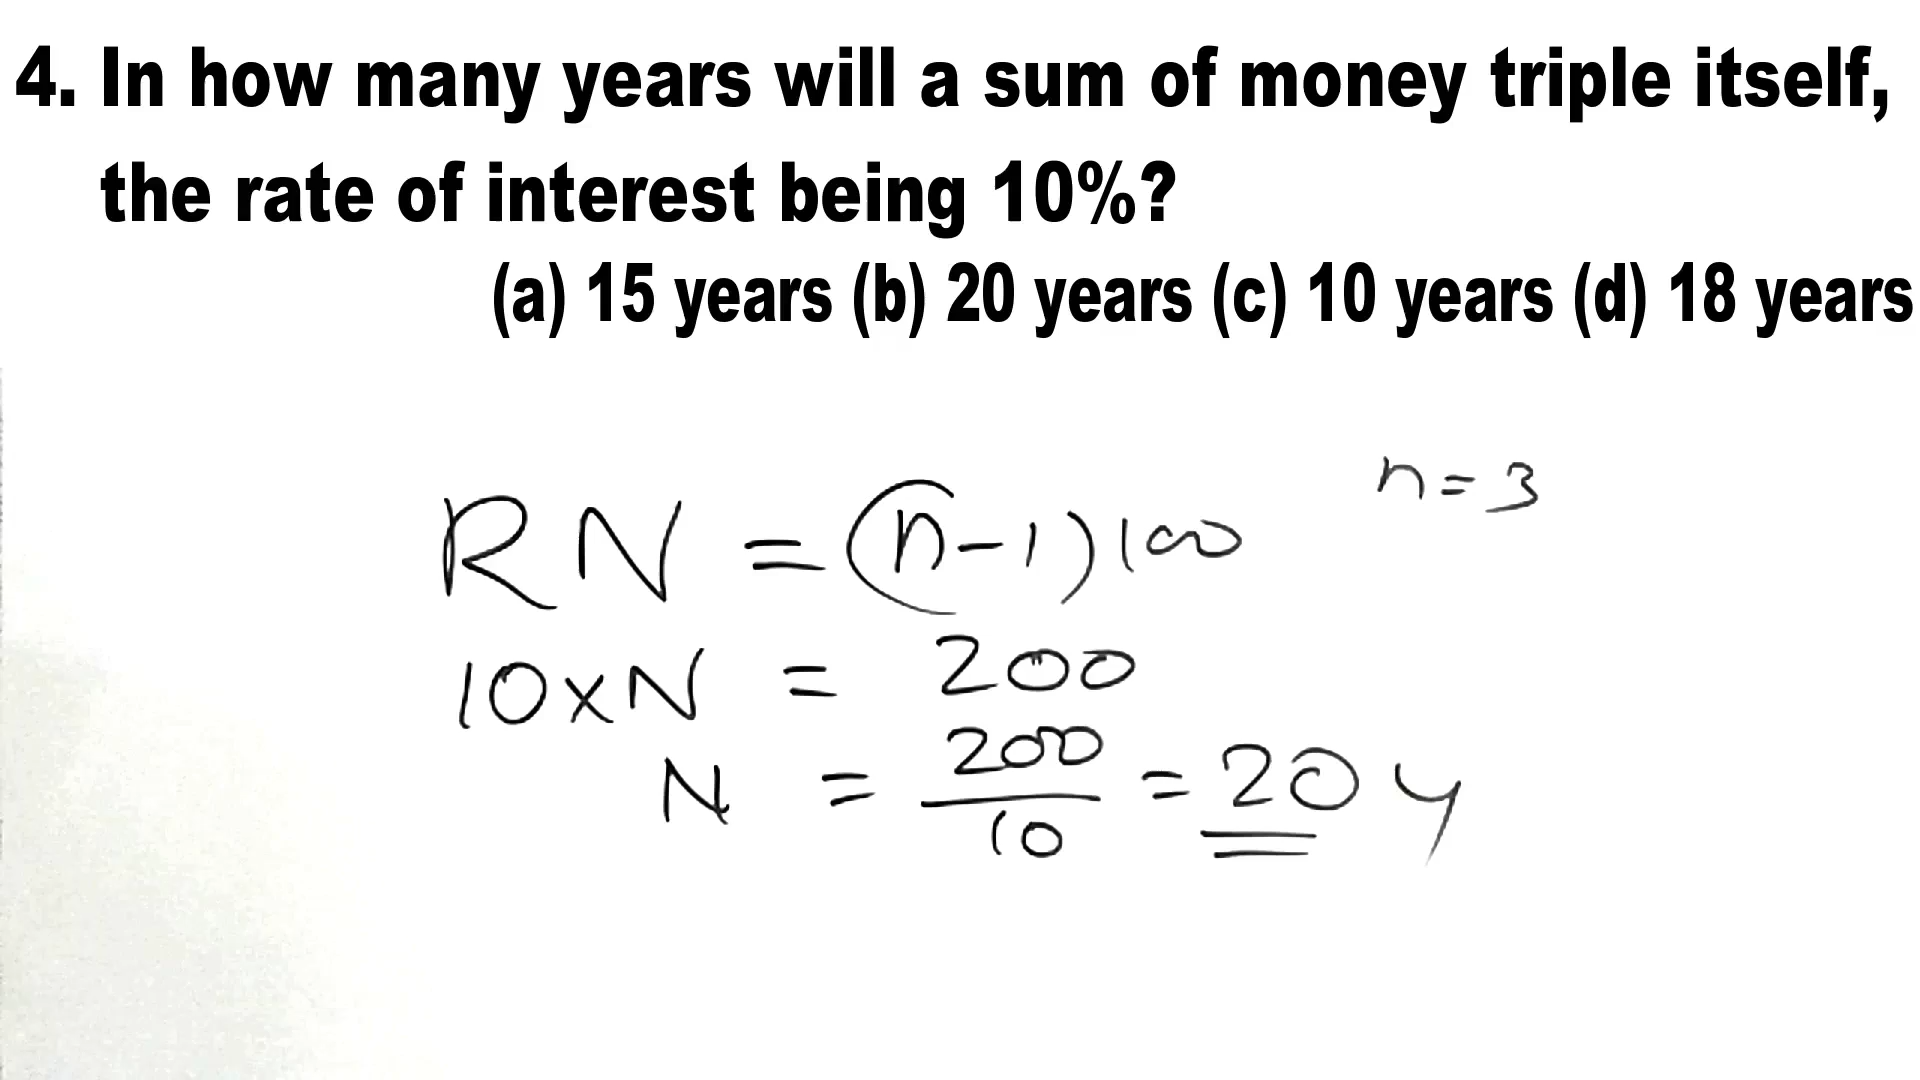 4. In how many years will a sum of money triple itself,
the rate of interest being 10%?
(a) 15 years (b) 20 years (c) 10 years (d) 18 years
n = 3
RN = (n-1)100
10xN = 200
N = 200/10 = 20 y